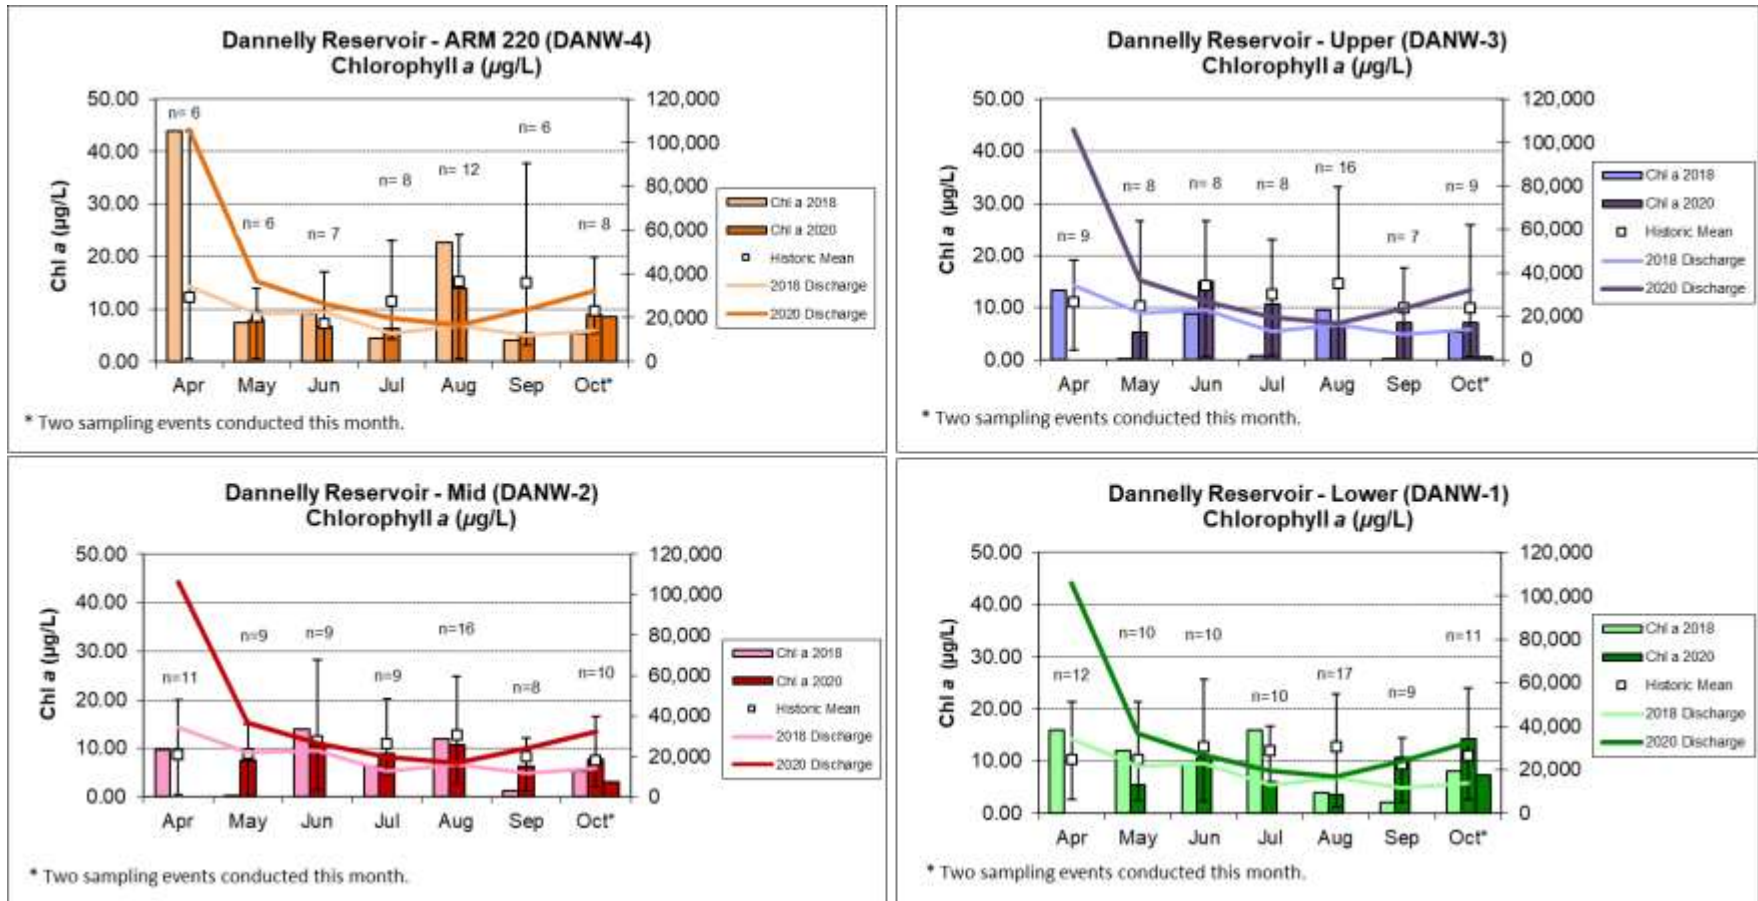 Dannelly Reservoir - ARM 220 (DANW-4)
Chlorophyll a (µg/L)
50.00
40.00
30.00
20.00
10.00
0.00
Chl a (µg/L)
120,000
100,000
80,000
60,000
40,000
20,000
0
n= 6
n= 6
n= 7
n= 8
n= 12
n= 6
n= 8
Apr May Jun Jul Aug Sep Oct*
Chl a 2018
Chl a 2020
Historic Mean
2018 Discharge
2020 Discharge
* Two sampling events conducted this month.
Dannelly Reservoir - Upper (DANW-3)
Chlorophyll a (µg/L)
50.00
40.00
30.00
20.00
10.00
0.00
Chl a (µg/L)
120,000
100,000
80,000
60,000
40,000
20,000
0
n= 9
n= 8
n= 8
n= 8
n= 16
n= 7
n= 9
Apr May Jun Jul Aug Sep Oct*
Chl a 2018
Chl a 2020
Historic Mean
2018 Discharge
2020 Discharge
* Two sampling events conducted this month.
Dannelly Reservoir - Mid (DANW-2)
Chlorophyll a (µg/L)
50.00
40.00
30.00
20.00
10.00
0.00
Chl a (µg/L)
120,000
100,000
80,000
60,000
40,000
20,000
0
n=11
n=9
n=9
n=9
n=16
n=8
n=10
Apr May Jun Jul Aug Sep Oct*
Chl a 2018
Chl a 2020
Historic Mean
2018 Discharge
2020 Discharge
* Two sampling events conducted this month.
Dannelly Reservoir - Lower (DANW-1)
Chlorophyll a (µg/L)
50.00
40.00
30.00
20.00
10.00
0.00
Chl a (µg/L)
120,000
100,000
80,000
60,000
40,000
20,000
0
n=12
n=10
n=10
n=10
n=17
n=9
n=11
Apr May Jun Jul Aug Sep Oct*
Chl a 2018
Chl a 2020
Historic Mean
2018 Discharge
2020 Discharge
* Two sampling events conducted this month.